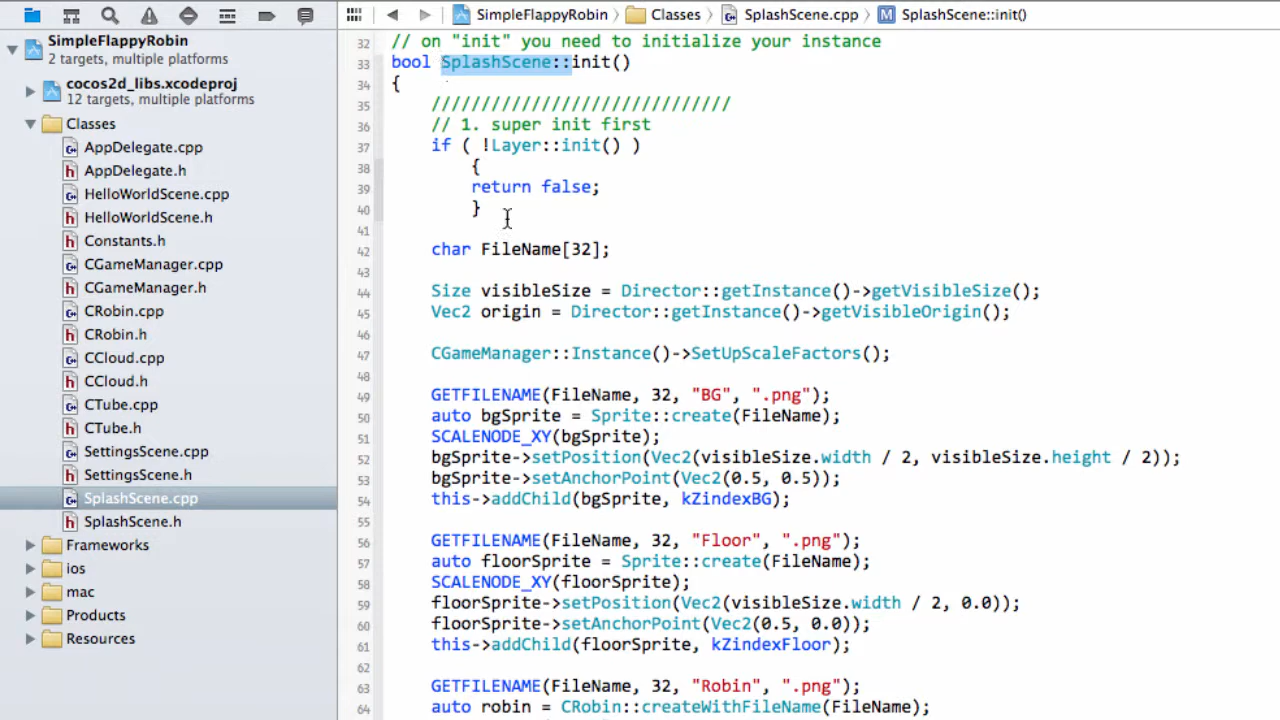 SimpleFlappyRobin > Classes > SplashScene.cpp > M SplashScene::init()
SimpleFlappyRobin
2 targets, multiple platforms
cocos2d_libs.xcodeproj
12 targets, multiple platforms
Classes
AppDelegate.cpp
AppDelegate.h
HelloWorldScene.cpp
HelloWorldScene.h
Constants.h
CGameManager.cpp
CGameManager.h
CRobin.cpp
CRobin.h
CCloud.cpp
CCloud.h
CTube.cpp
CTube.h
SettingsScene.cpp
SettingsScene.h
SplashScene.cpp
SplashScene.h
Frameworks
ios
mac
Products
Resources
32 // on "init" you need to initialize your instance
33 bool SplashScene::init()
34 {
35 //////////////////////////////
36 // 1. super init first
37 if ( !Layer::init() )
38 {
39 return false;
40 }
41
42 char FileName[32];
43
44 Size visibleSize = Director::getInstance()->getVisibleSize();
45 Vec2 origin = Director::getInstance()->getVisibleOrigin();
46
47 CGameManager::Instance()->SetUpScaleFactors();
48
49 GETFILENAME(FileName, 32, "BG", ".png");
50 auto bgSprite = Sprite::create(FileName);
51 SCALENODE_XY(bgSprite);
52 bgSprite->setPosition(Vec2(visibleSize.width / 2, visibleSize.height / 2));
53 bgSprite->setAnchorPoint(Vec2(0.5, 0.5));
54 this->addChild(bgSprite, kZindexBG);
55
56 GETFILENAME(FileName, 32, "Floor", ".png");
57 auto floorSprite = Sprite::create(FileName);
58 SCALENODE_XY(floorSprite);
59 floorSprite->setPosition(Vec2(visibleSize.width / 2, 0.0));
60 floorSprite->setAnchorPoint(Vec2(0.5, 0.0));
61 this->addChild(floorSprite, kZindexFloor);
62
63 GETFILENAME(FileName, 32, "Robin", ".png");
64 auto robin = CRobin::createWithFileName(FileName);